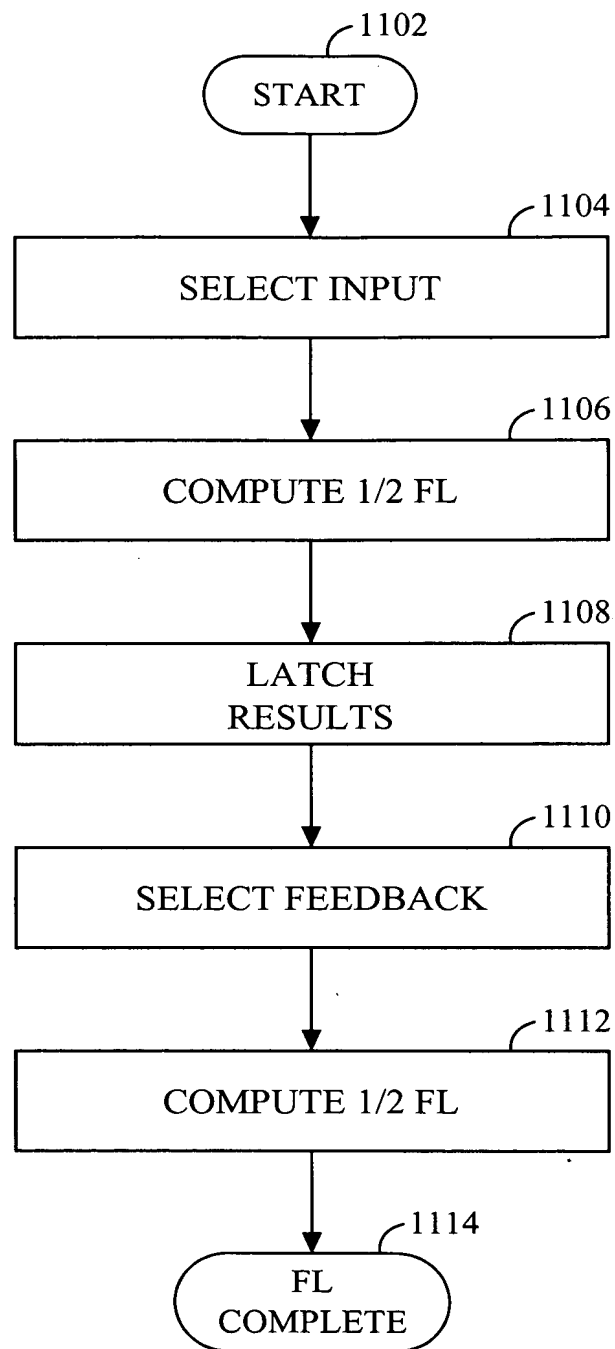 1102
START
1104
SELECT INPUT
1106
COMPUTE 1/2 FL
1108
LATCH
RESULTS
1110
SELECT FEEDBACK
1112
COMPUTE 1/2 FL
1114
FL
COMPLETE